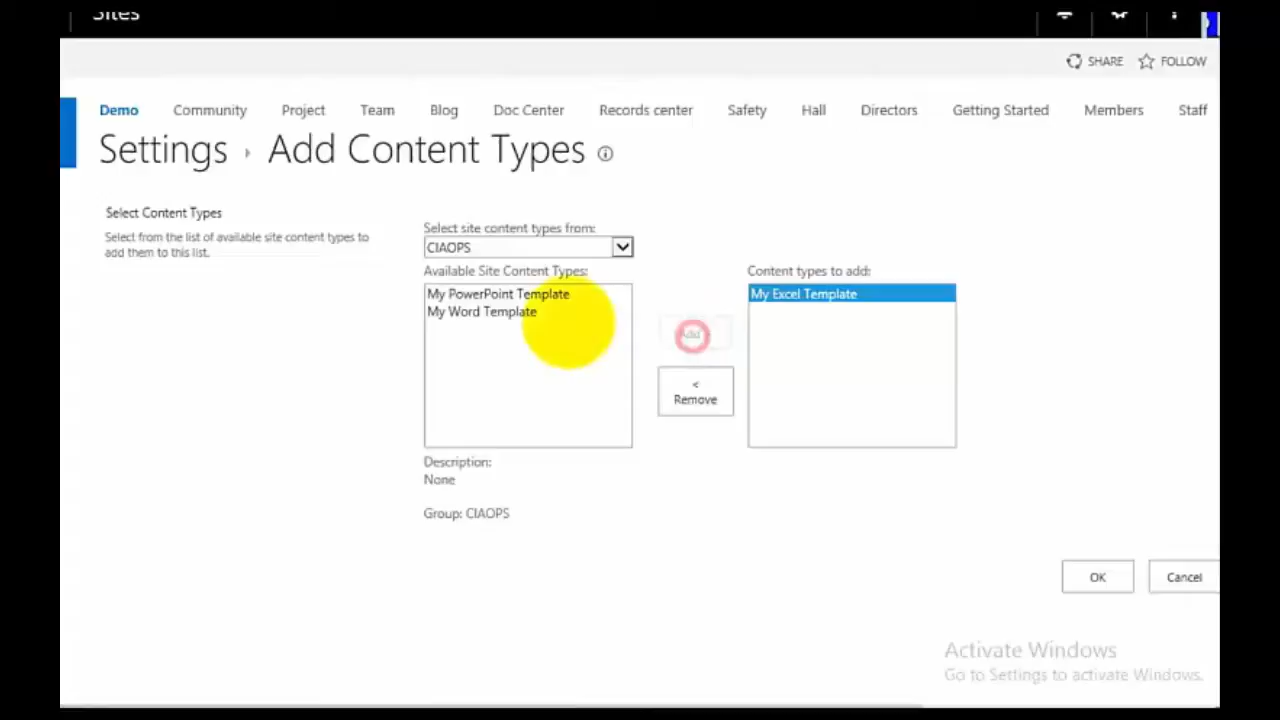 Sites
SHARE FOLLOW
Demo Community Project Team Blog Doc Center Records center Safety Hall Directors Getting Started Members Staff
Settings Add Content Types
Select Content Types
Select from the list of available site content types to
add them to this list.
Select site content types from:
CIAOPS
Available Site Content Types:
My PowerPoint Template
My Word Template
Add >
<
Remove
Content types to add:
My Excel Template
Description:
None
Group: CIAOPS
OK Cancel
Activate Windows
Go to Settings to activate Windows.